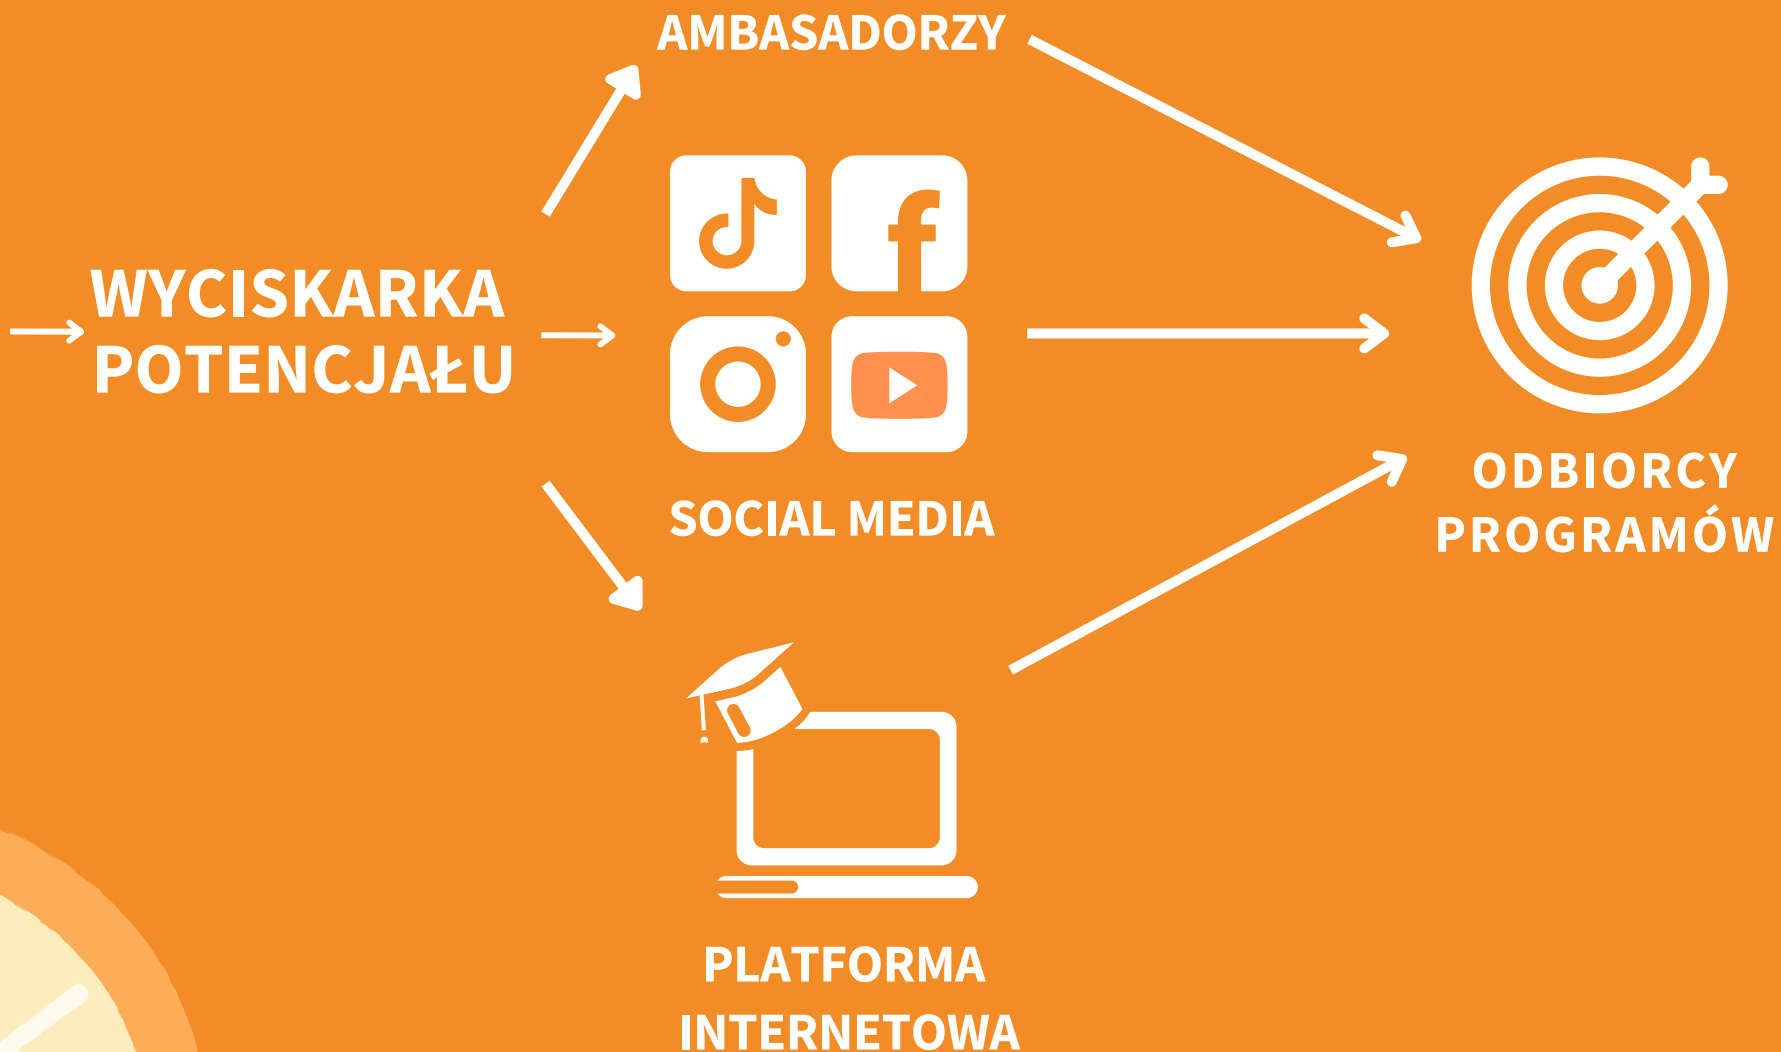 AMBASADORZY
WYCISKARKA
POTENCJAŁU
SOCIAL MEDIA
ODBIORCY
PROGRAMÓW
PLATFORMA
INTERNETOWA